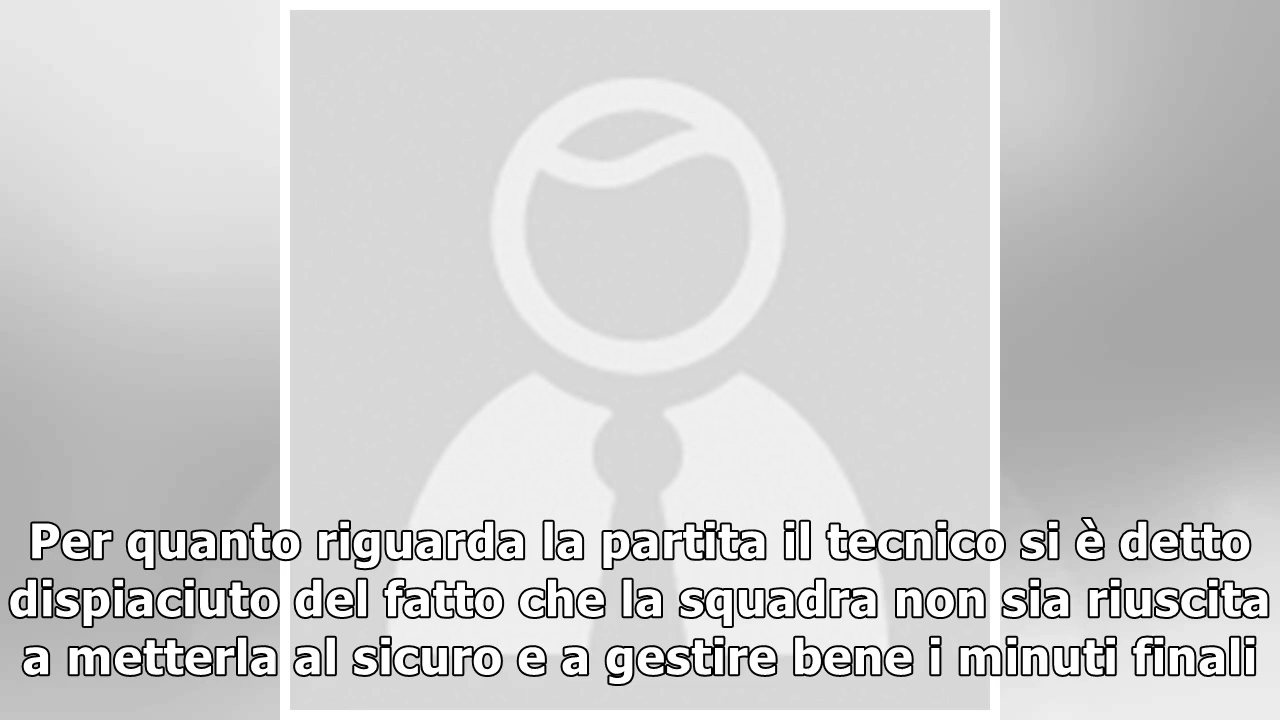 Per quanto riguarda la partita il tecnico si è detto
dispiaciuto del fatto che la squadra non sia riuscita
a metterla al sicuro e a gestire bene i minuti finali